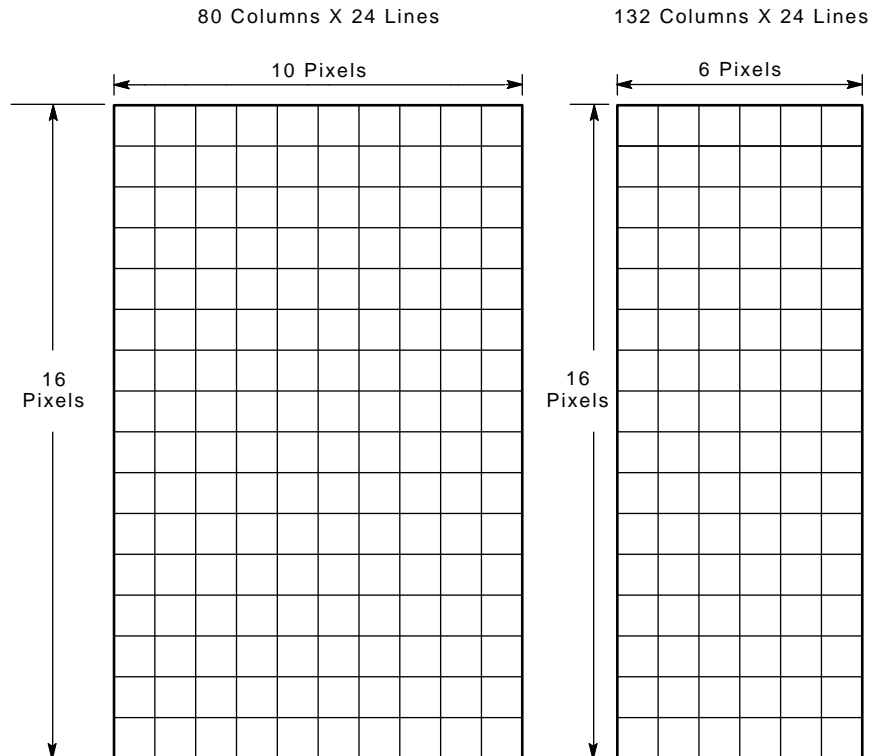 80 Columns X 24 Lines
132 Columns X 24 Lines
10 Pixels
6 Pixels
16
Pixels
16
Pixels